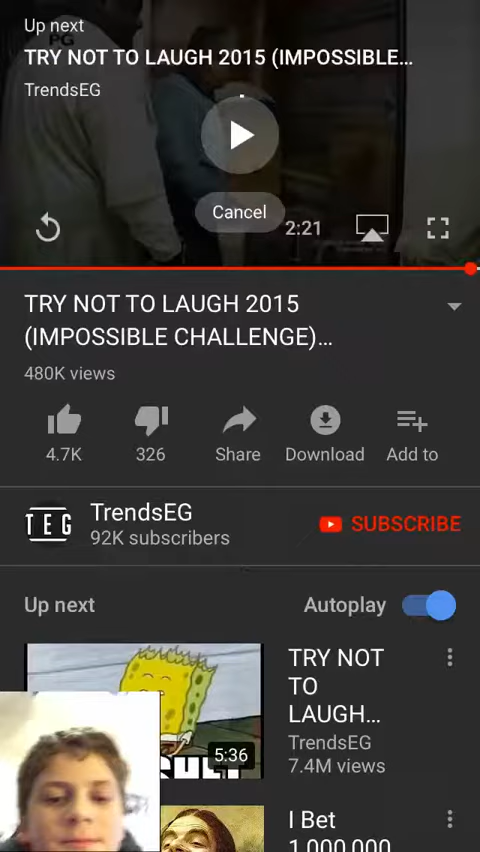 Up next
TRY NOT TO LAUGH 2015 (IMPOSSIBLE...
TrendsEG
Cancel
2:21
TRY NOT TO LAUGH 2015
(IMPOSSIBLE CHALLENGE)...
480K views
4.7K
326
Share
Download
Add to
TEG
TrendsEG
92K subscribers
SUBSCRIBE
Up next
Autoplay
5:36
TRY NOT
TO
LAUGH...
TrendsEG
7.4M views
I Bet
1,000,000